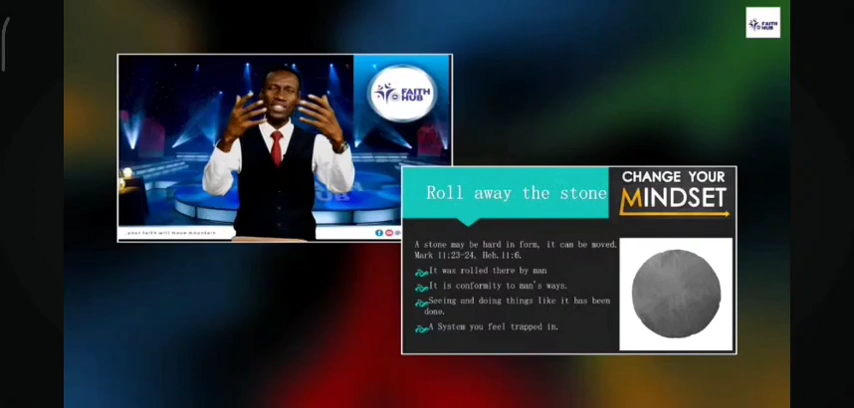 FAITH
HUB
FAITH
HUB
your faith will move mountain
Roll away the stone
CHANGE YOUR
MINDSET
A stone may be hard in form, it can be moved.
Mark 11:23-24, Heb.11:6.
It was rolled there by man
It is conformity to man's ways.
Seeing and doing things like it has been
done.
A System you feel trapped in.